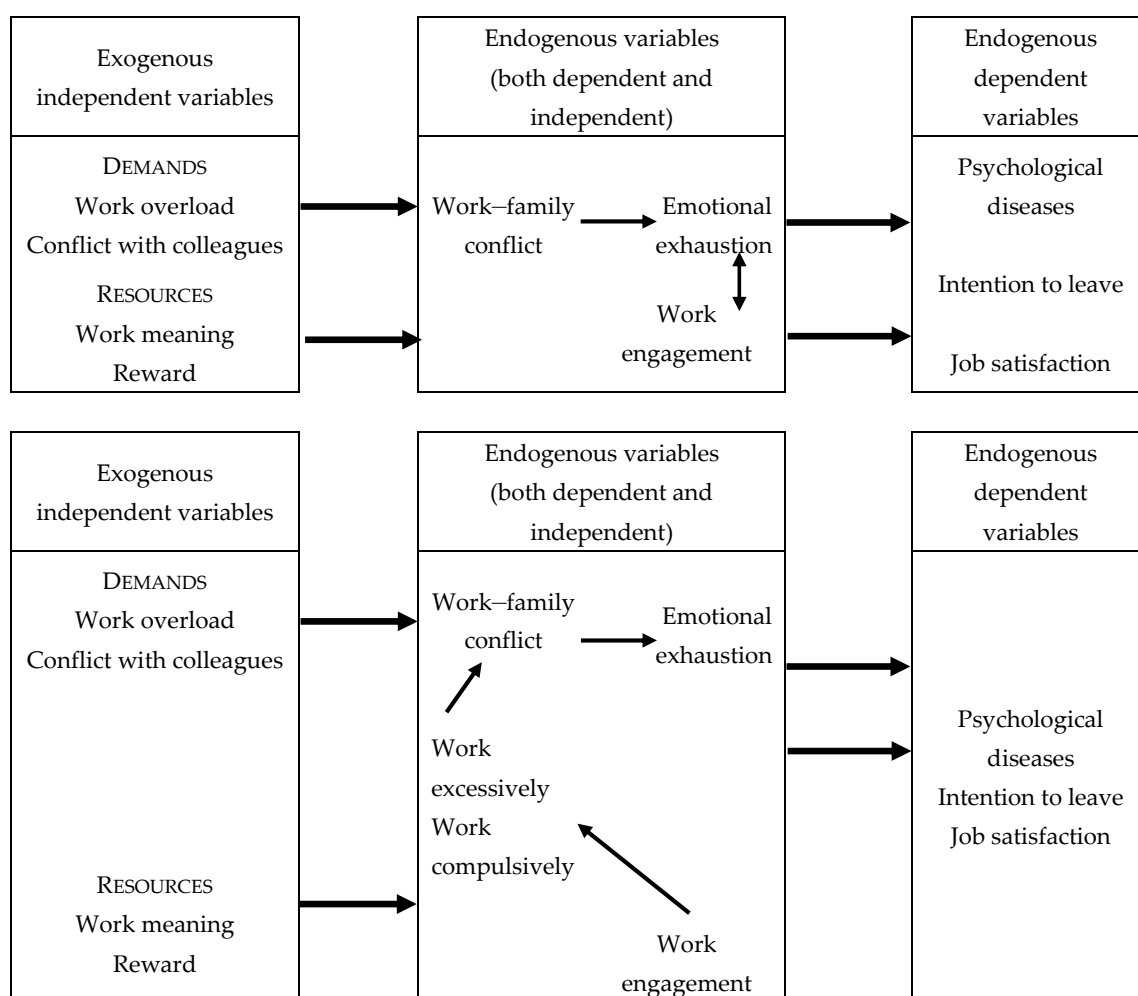 Exogenous
independent variables
Endogenous variables
(both dependent and
independent)
Endogenous
dependent
variables
DEMANDS
Work overload
Conflict with colleagues
RESOURCES
Work meaning
Reward
Work–family
conflict
Emotional
exhaustion
Work
engagement
Psychological
diseases
Intention to leave
Job satisfaction
Exogenous
independent variables
Endogenous variables
(both dependent and
independent)
Endogenous
dependent
variables
DEMANDS
Work overload
Conflict with colleagues
RESOURCES
Work meaning
Reward
Work–family
conflict
Emotional
exhaustion
Work
excessively
Work
compulsively
Work
engagement
Psychological
diseases
Intention to leave
Job satisfaction